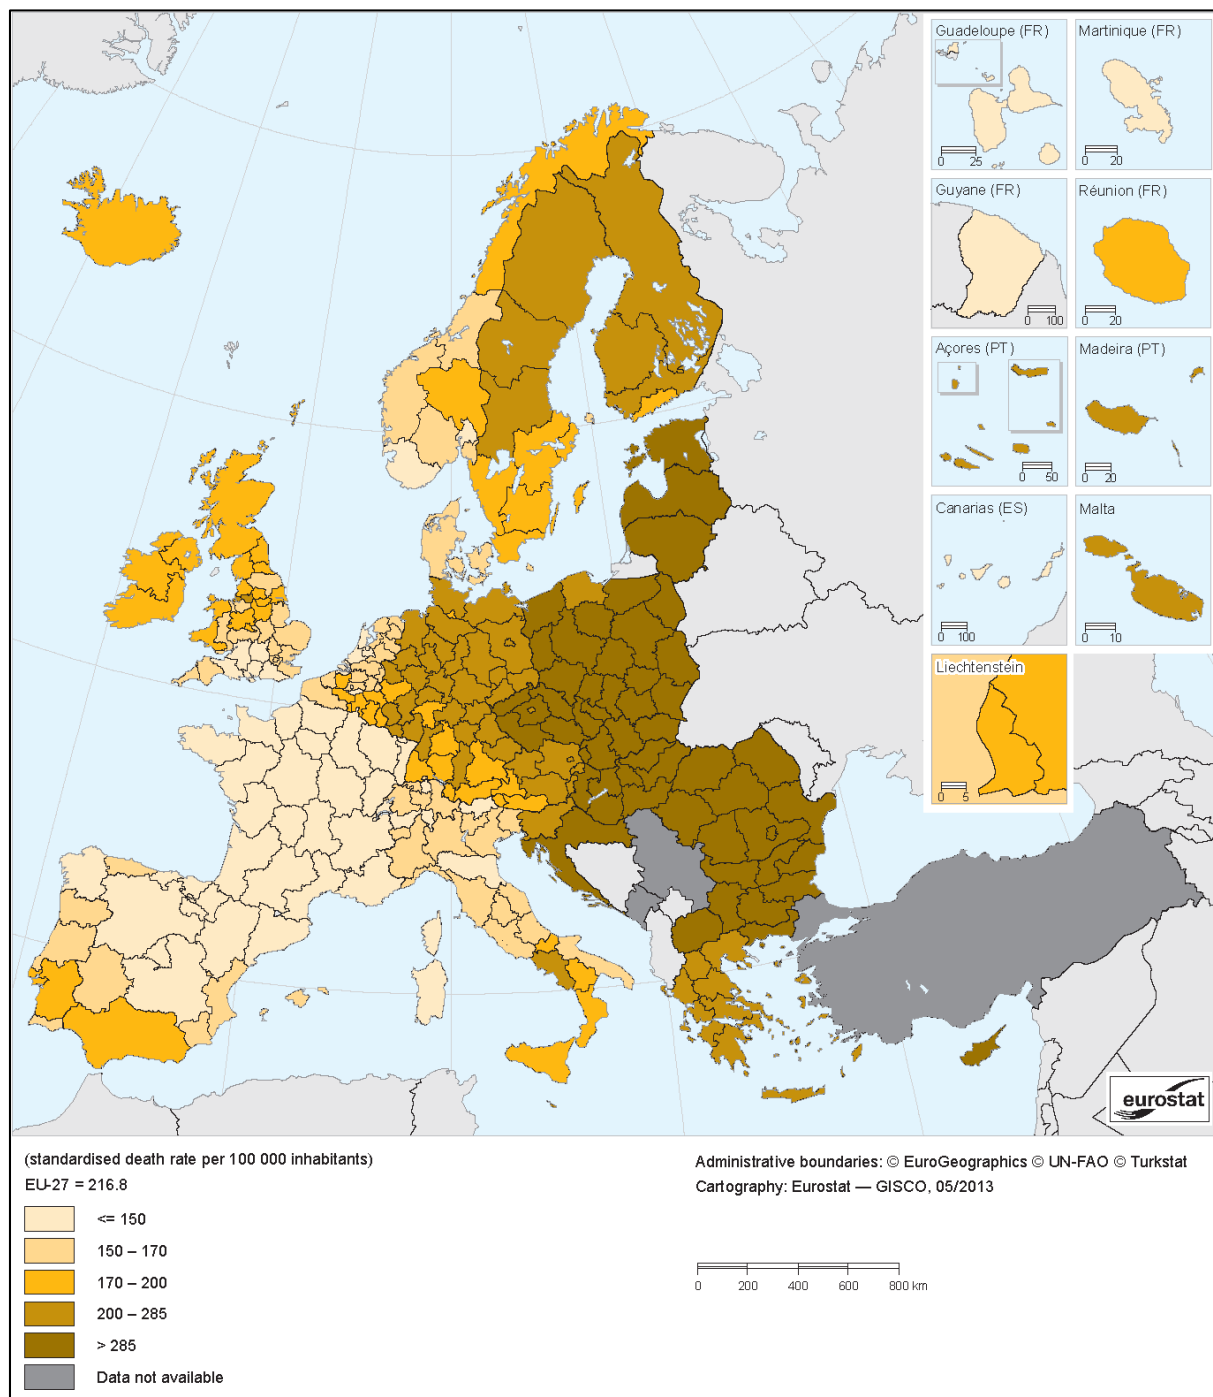 Guadeloupe (FR)
0 25
Martinique (FR)
0 20
Guyane (FR)
0 100
Réunion (FR)
0 20
Açores (PT)
0 50
Madeira (PT)
0 20
Canarias (ES)
0 100
Malta
0 10
Liechtenstein
0 5
eurostat
(standardised death rate per 100 000 inhabitants)
EU-27 = 216.8
<= 150
150 – 170
170 – 200
200 – 285
> 285
Data not available
Administrative boundaries: © EuroGeographics © UN-FAO © Turkstat
Cartography: Eurostat — GISCO, 05/2013
0 200 400 600 800 km